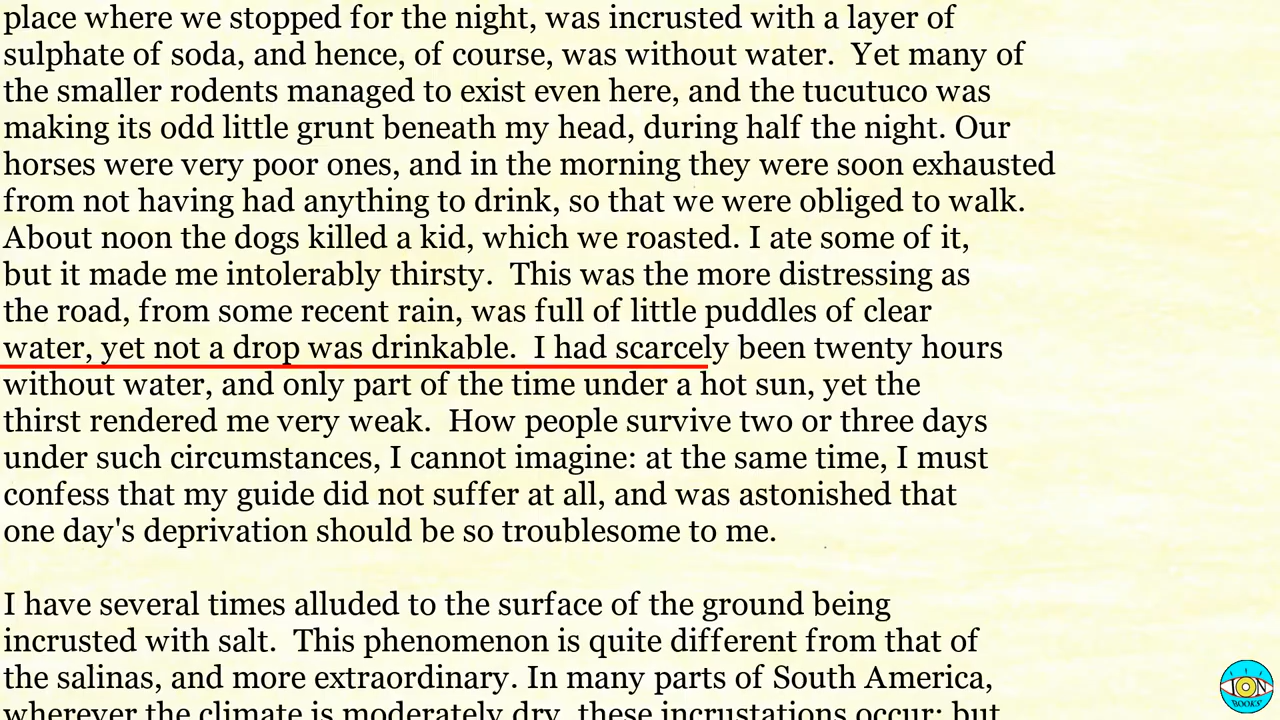 place where we stopped for the night, was incrusted with a layer of
sulphate of soda, and hence, of course, was without water.  Yet many of
the smaller rodents managed to exist even here, and the tucutuco was
making its odd little grunt beneath my head, during half the night. Our
horses were very poor ones, and in the morning they were soon exhausted
from not having had anything to drink, so that we were obliged to walk.
About noon the dogs killed a kid, which we roasted. I ate some of it,
but it made me intolerably thirsty.  This was the more distressing as
the road, from some recent rain, was full of little puddles of clear
water, yet not a drop was drinkable.  I had scarcely been twenty hours
without water, and only part of the time under a hot sun, yet the
thirst rendered me very weak.  How people survive two or three days
under such circumstances, I cannot imagine: at the same time, I must
confess that my guide did not suffer at all, and was astonished that
one day's deprivation should be so troublesome to me.
I have several times alluded to the surface of the ground being
incrusted with salt.  This phenomenon is quite different from that of
the salinas, and more extraordinary. In many parts of South America,
wherever the climate is moderately dry, these incrustations occur; but
ION
BOOKS